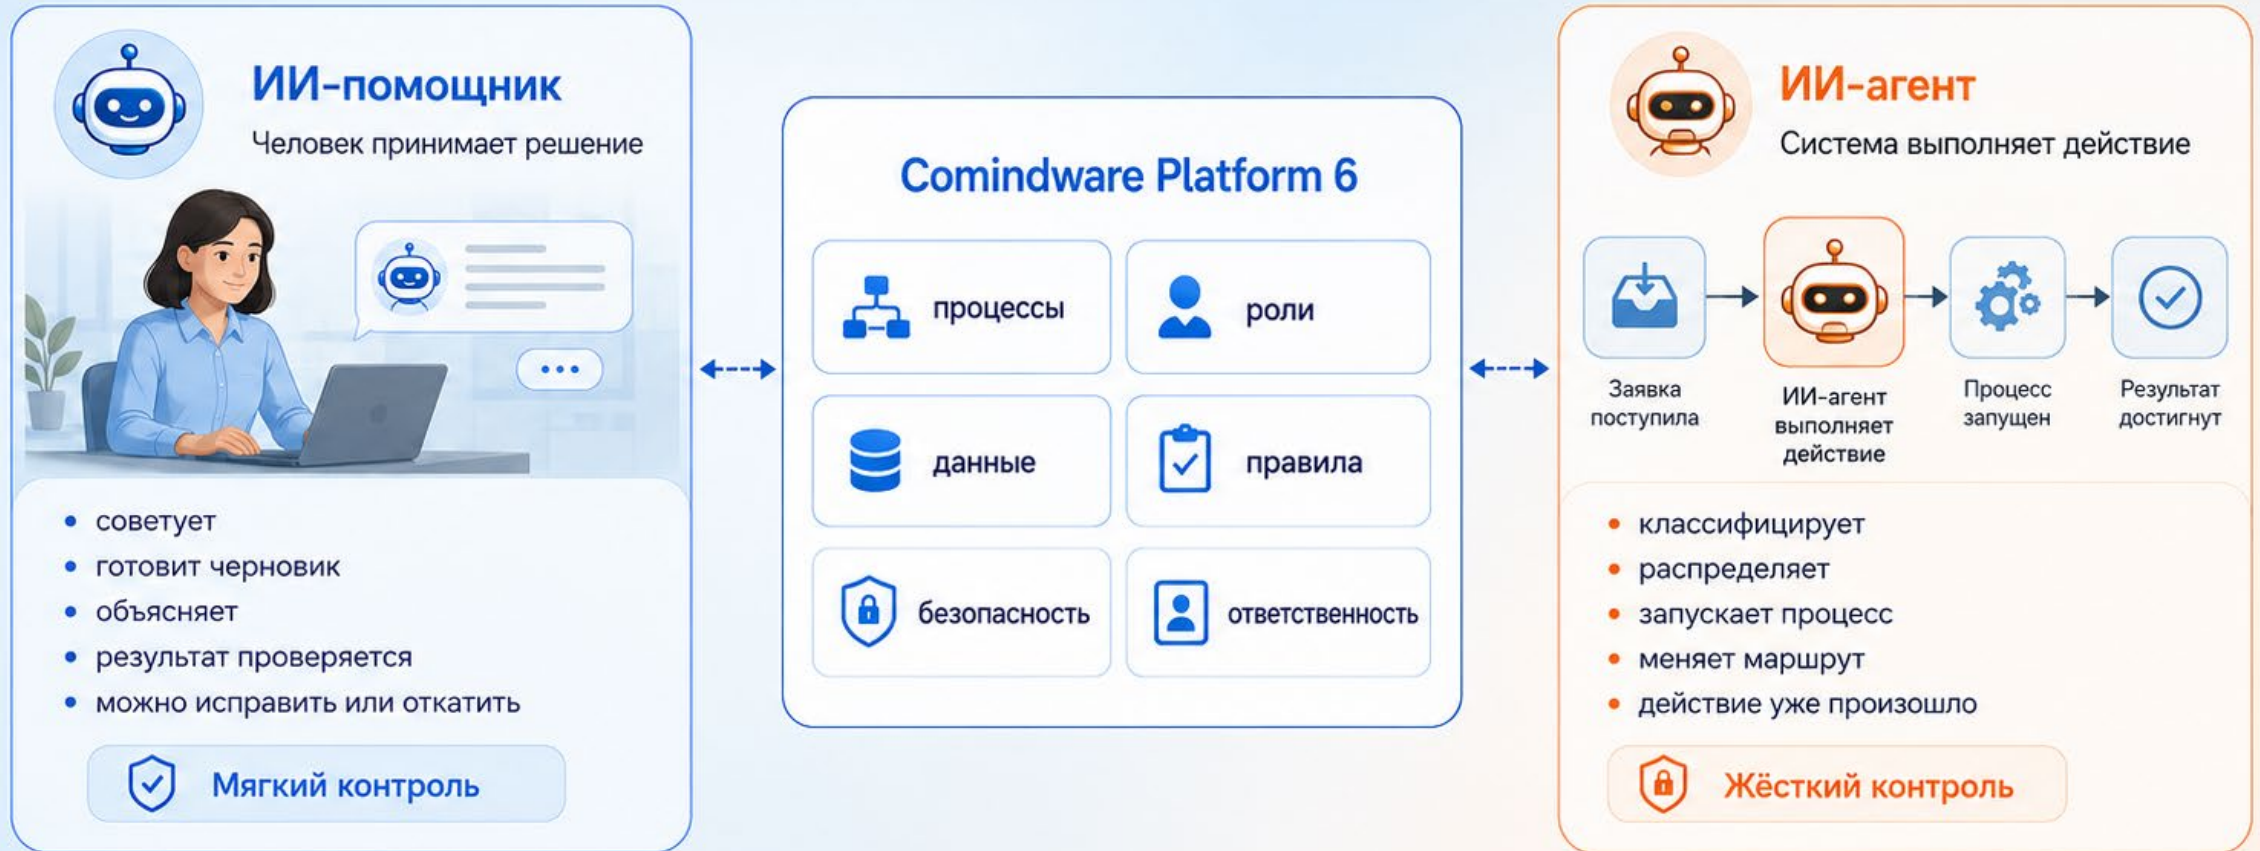 ИИ-помощник
Человек принимает решение
советует
готовит черновик
объясняет
результат проверяется
можно исправить или откатить
Мягкий контроль
Comindware Platform 6
процессы
роли
данные
правила
безопасность
ответственность
ИИ-агент
Система выполняет действие
Заявка
поступила
ИИ-агент
выполняет
действие
Процесс
запущен
Результат
достигнут
классифицирует
распределяет
запускает процесс
меняет маршрут
действие уже произошло
Жёсткий контроль